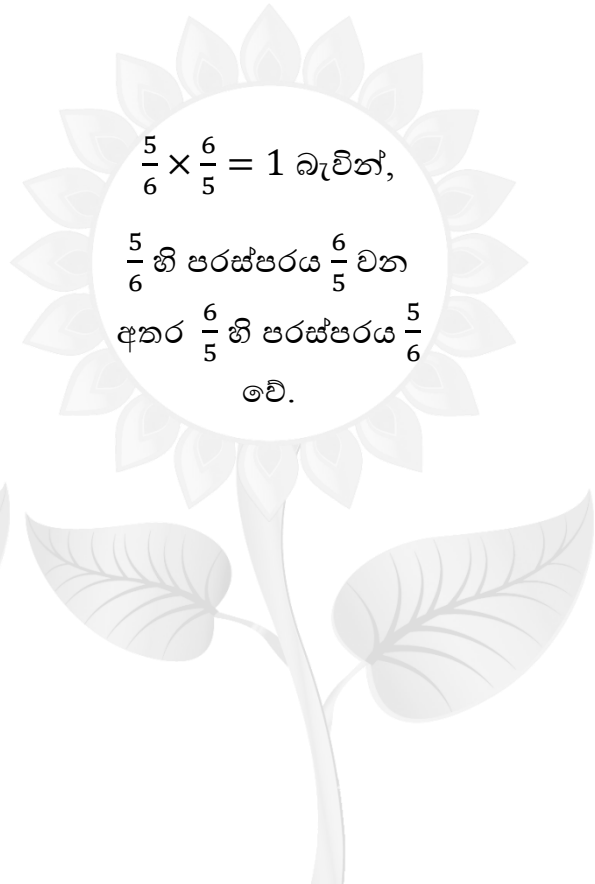 5/6 × 6/5 = 1 බැවින්,
5/6 හි පරස්පරය 6/5 වන
අතර 6/5 හි පරස්පරය 5/6
වේ.